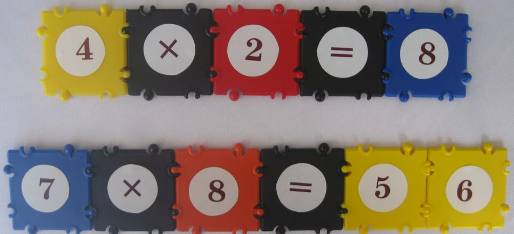 4 × 2 = 8
7 × 8 = 5 6